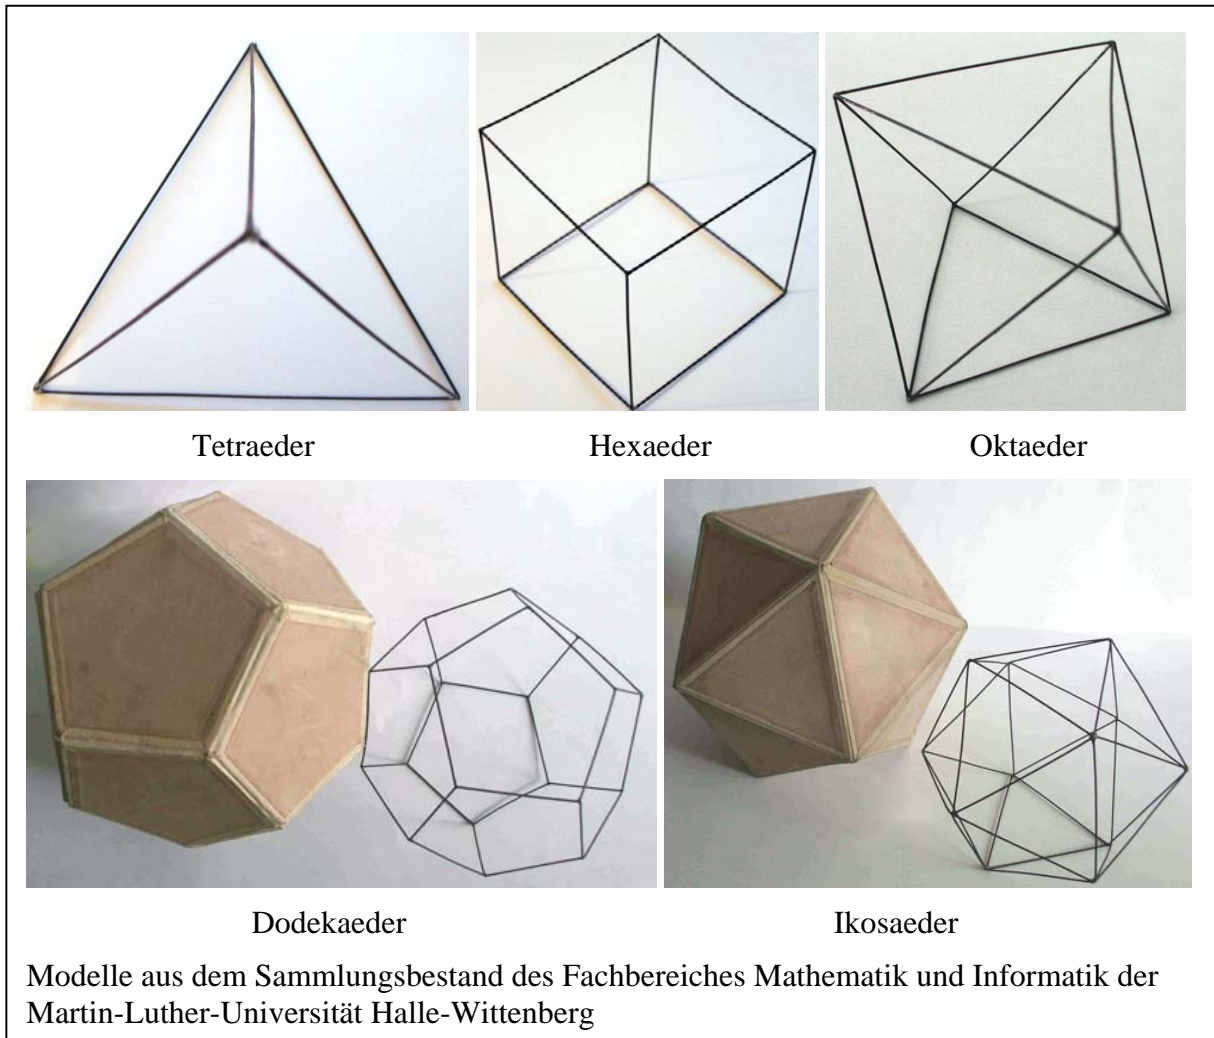 Tetraeder
Hexaeder
Oktaeder
Dodekaeder
Ikosaeder
Modelle aus dem Sammlungsbestand des Fachbereiches Mathematik und Informatik der
Martin-Luther-Universität Halle-Wittenberg